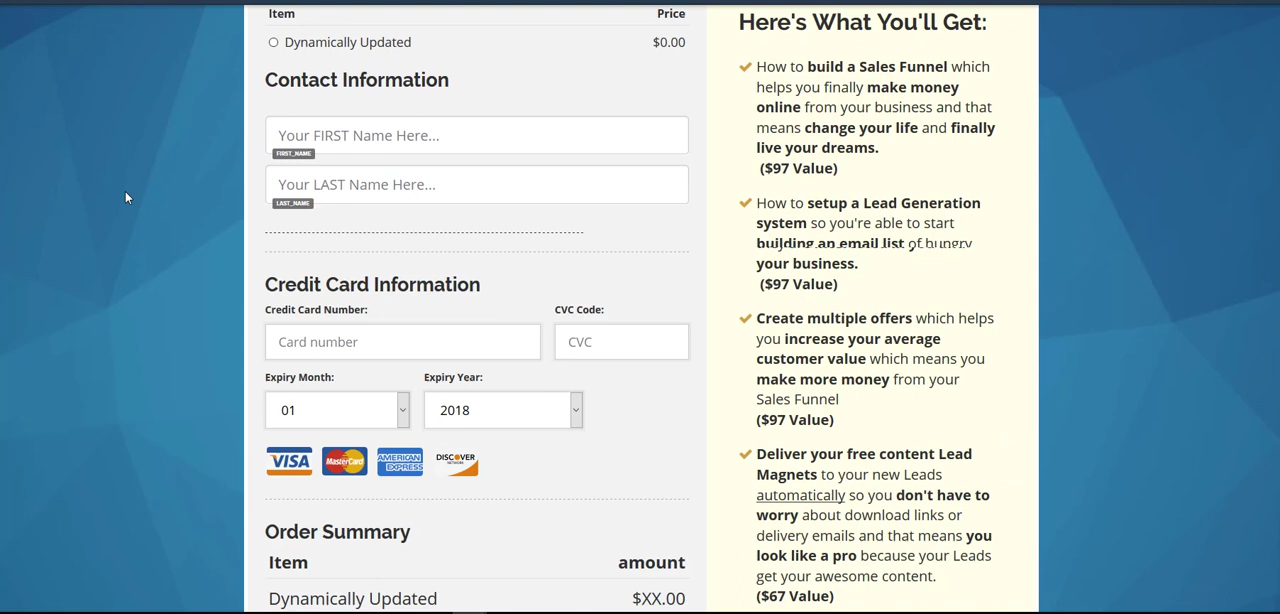 Item Price
Dynamically Updated $0.00
Contact Information
Your FIRST Name Here...
FIRST_NAME
Your LAST Name Here...
LAST_NAME
Credit Card Information
Credit Card Number: CVC Code:
Card number CVC
Expiry Month: Expiry Year:
01 2018
VISA MasterCard AMERICAN EXPRESS DISCOVER NETWORK
Order Summary
Item amount
Dynamically Updated $XX.00
Here's What You'll Get:
How to build a Sales Funnel which
helps you finally make money
online from your business and that
means change your life and finally
live your dreams.
($97 Value)
How to setup a Lead Generation
system so you're able to start
building an email list of hungry
your business.
($97 Value)
Create multiple offers which helps
you increase your average
customer value which means you
make more money from your
Sales Funnel
($97 Value)
Deliver your free content Lead
Magnets to your new Leads
automatically so you don't have to
worry about download links or
delivery emails and that means you
look like a pro because your Leads
get your awesome content.
($67 Value)